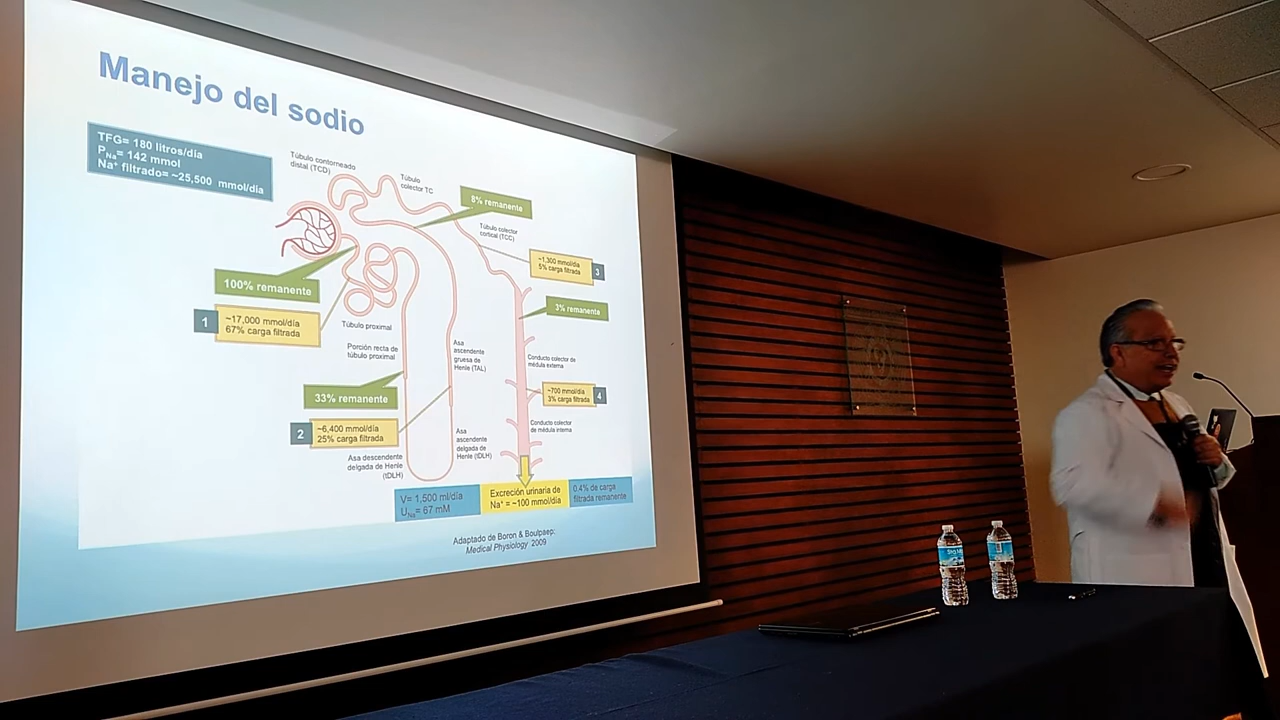 Manejo del sodio
TFG= 180 litros/día
PNa= 142 mmol
Na⁺ filtrado= ~25,500 mmol/día
Túbulo contorneado
distal (TCD)
Túbulo
colector TC
8% remanente
Túbulo colector
cortical (TCC)
~1,300 mmol/día
5% carga filtrada
3
100% remanente
3% remanente
1
~17,000 mmol/día
67% carga filtrada
Túbulo proximal
Porción recta de
túbulo proximal
Asa
ascendente
gruesa de
Henle (TAL)
Conducto colector de
médula externa
33% remanente
~700 mmol/día
3% carga filtrada
4
2
~6,400 mmol/día
25% carga filtrada
Conducto colector
de médula interna
Asa descendente
delgada de Henle
(tDLH)
Asa
ascendente
delgada de
Henle (tDLH)
V= 1,500 ml/día
UNa= 67 mM
Excreción urinaria de
Na⁺ = ~100 mmol/día
0.4% de carga
filtrada remanente
Adaptado de Boron & Boulpaep:
Medical Physiology 2009